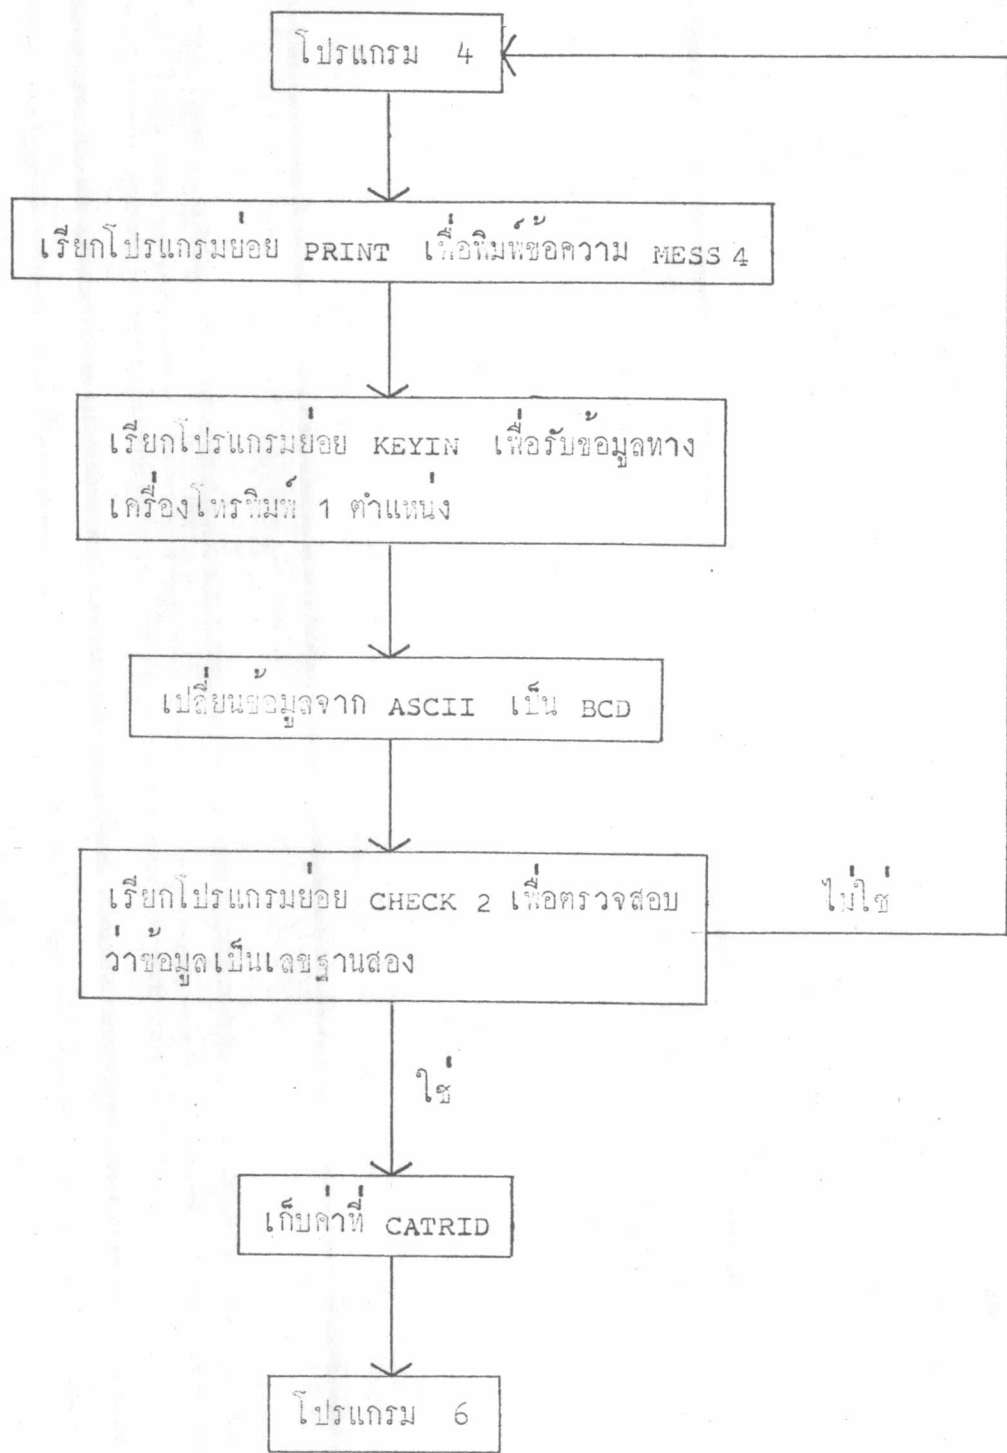 โปรแกรม 4
เรียกโปรแกรมย่อย PRINT เพื่อพิมพ์ข้อความ MESS 4
เรียกโปรแกรมย่อย KEYIN เพื่อรับข้อมูลทาง
เครื่องโทรพิมพ์ 1 ตำแหน่ง
เปลี่ยนข้อมูลจาก ASCII เป็น BCD
เรียกโปรแกรมย่อย CHECK 2 เพื่อตรวจสอบ
ว่าข้อมูลเป็นเลขฐานสอง
ไม่ใช่
ใช่
เก็บค่าที่ CATRID
โปรแกรม 6